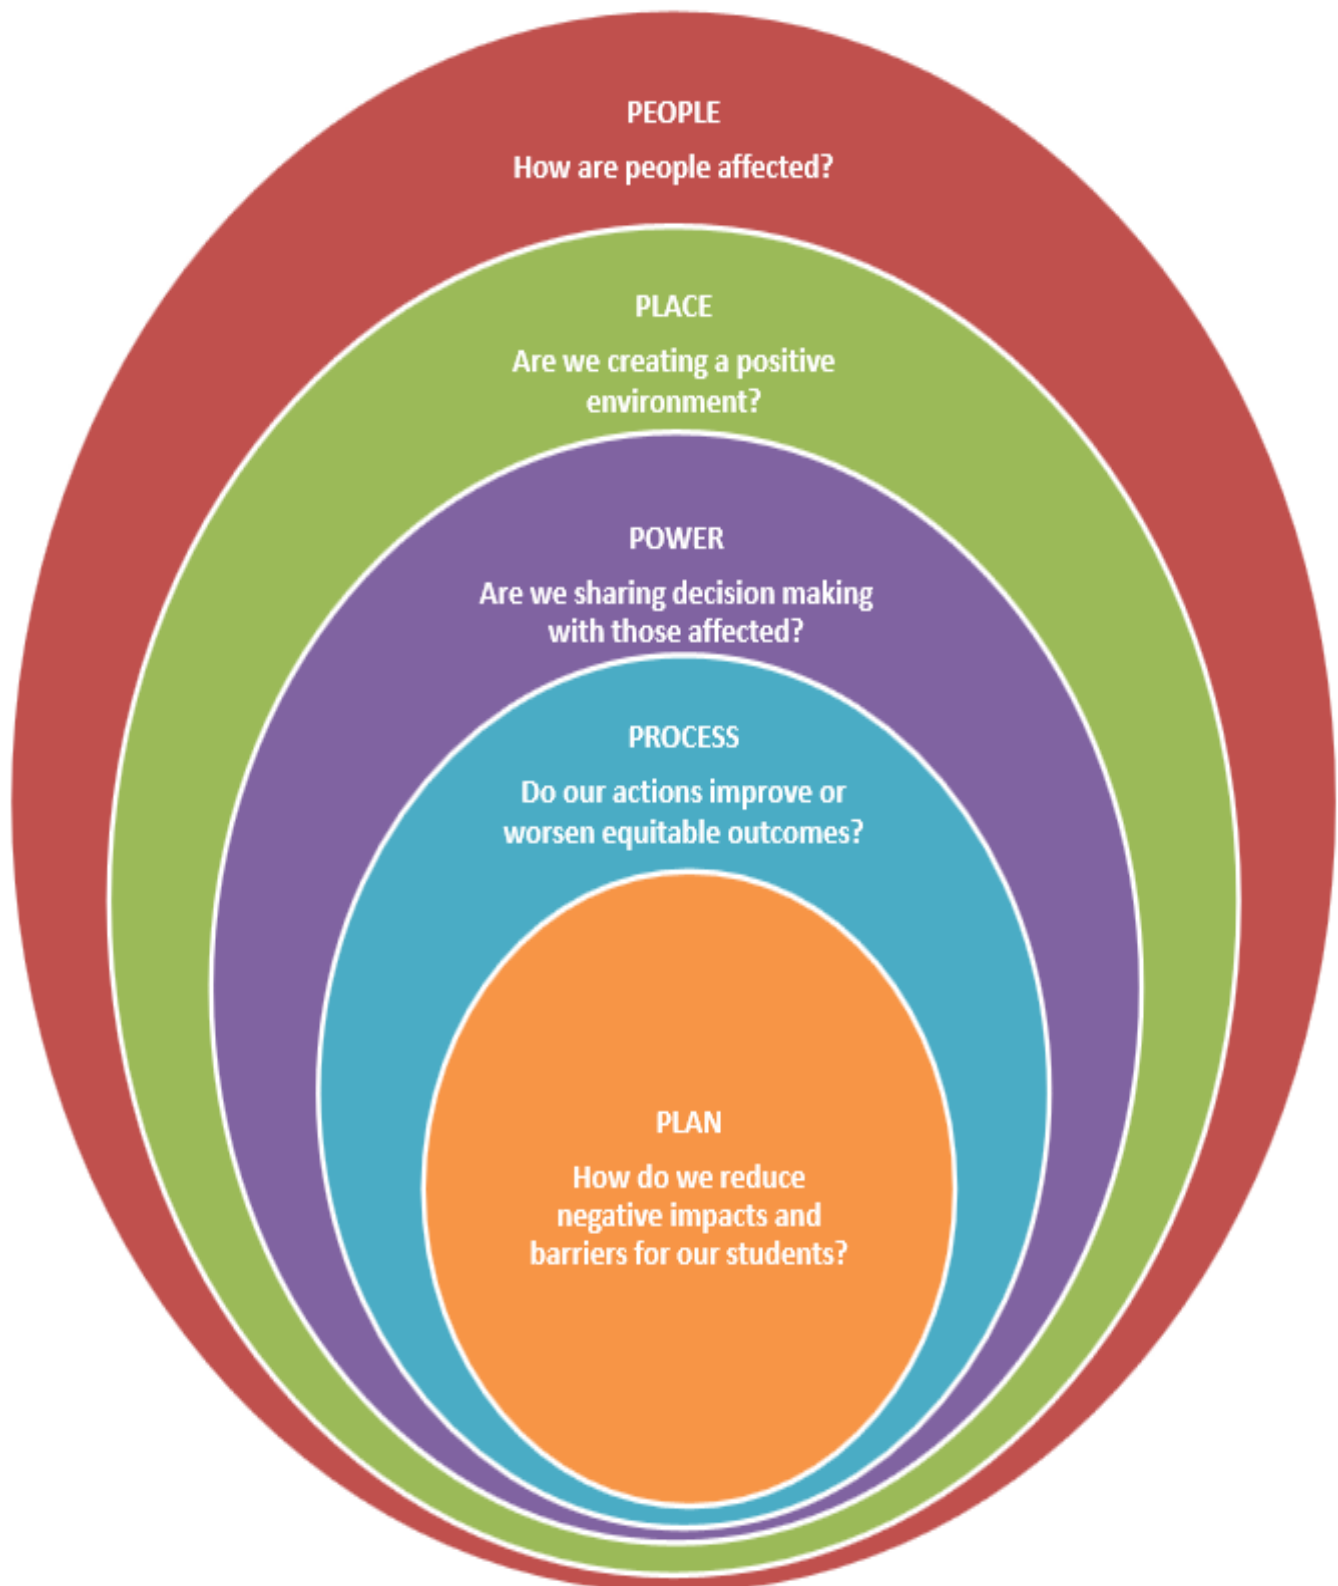 PEOPLE
How are people affected?
PLACE
Are we creating a positive
environment?
POWER
Are we sharing decision making
with those affected?
PROCESS
Do our actions improve or
worsen equitable outcomes?
PLAN
How do we reduce
negative impacts and
barriers for our students?